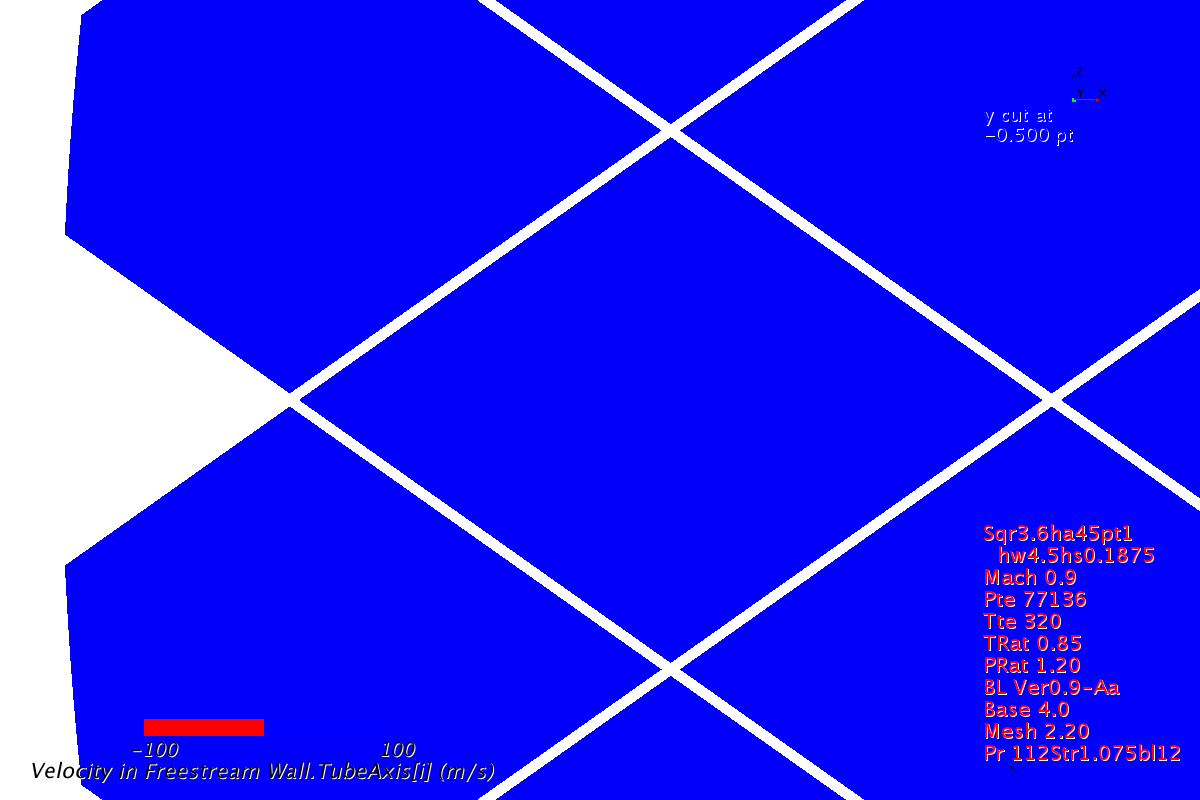 Z
Y X
y cut at
−0.500 pt
Sqr3.6ha45pt1
hw4.5hs0.1875
Mach 0.9
Pte 77136
Tte 320
TRat 0.85
PRat 1.20
BL Ver0.9−Aa
Base 4.0
Mesh 2.20
Pr 112Str1.075bl12
−100 100
Velocity in Freestream Wall.TubeAxis[i] (m/s)